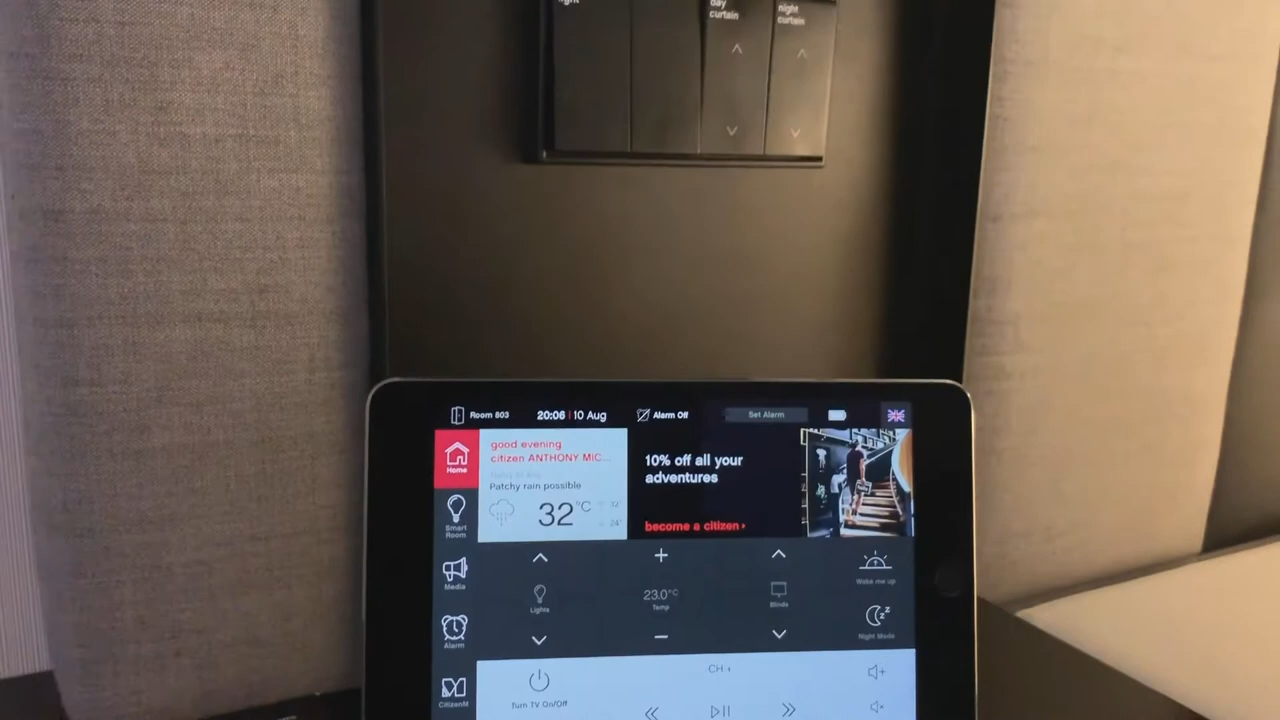 light
day
curtain
night
curtain
Room 803
20:06 | 10 Aug
Alarm Off
Set Alarm
Home
good evening
citizen ANTHONY MIC...
Patchy rain possible
32°C
32°
24°
10% off all your
adventures
become a citizen ›
Smart
Room
Media
Alarm
CitizenM
Lights
+
23.0°C
Temp
−
Blinds
Wake me up
Night Mode
Turn TV On/Off
CH +